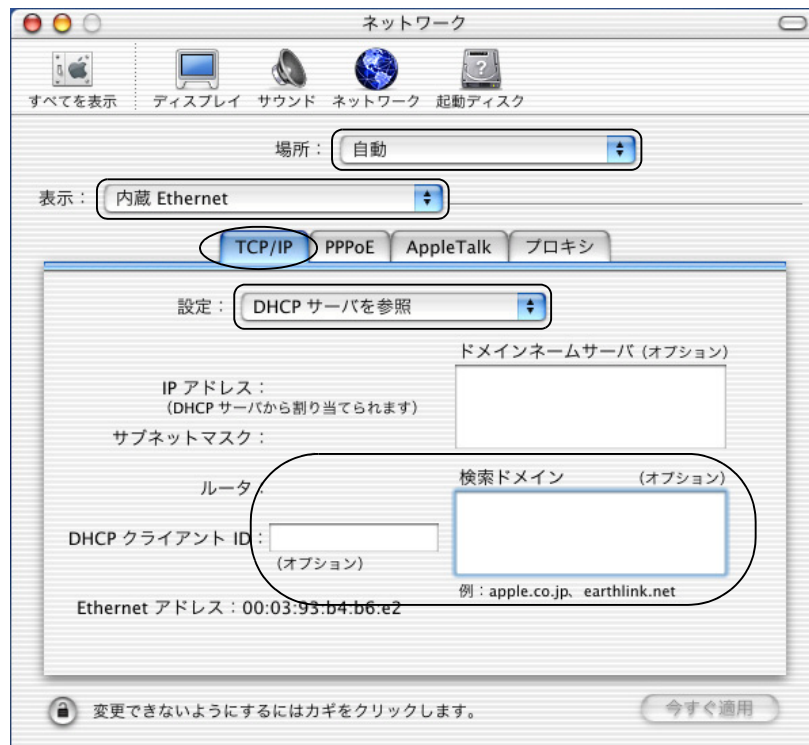 ネットワーク
すべてを表示 ディスプレイ サウンド ネットワーク 起動ディスク
場所： 自動
表示： 内蔵 Ethernet
TCP/IP PPPoE AppleTalk プロキシ
設定： DHCP サーバを参照
ドメインネームサーバ (オプション)
IP アドレス：
（DHCP サーバから割り当てられます）
サブネットマスク：
ルータ：
検索ドメイン （オプション）
DHCP クライアント ID：
（オプション）
例：apple.co.jp、earthlink.net
Ethernet アドレス：00:03:93:b4:b6:e2
変更できないようにするにはカギをクリックします。
今すぐ適用